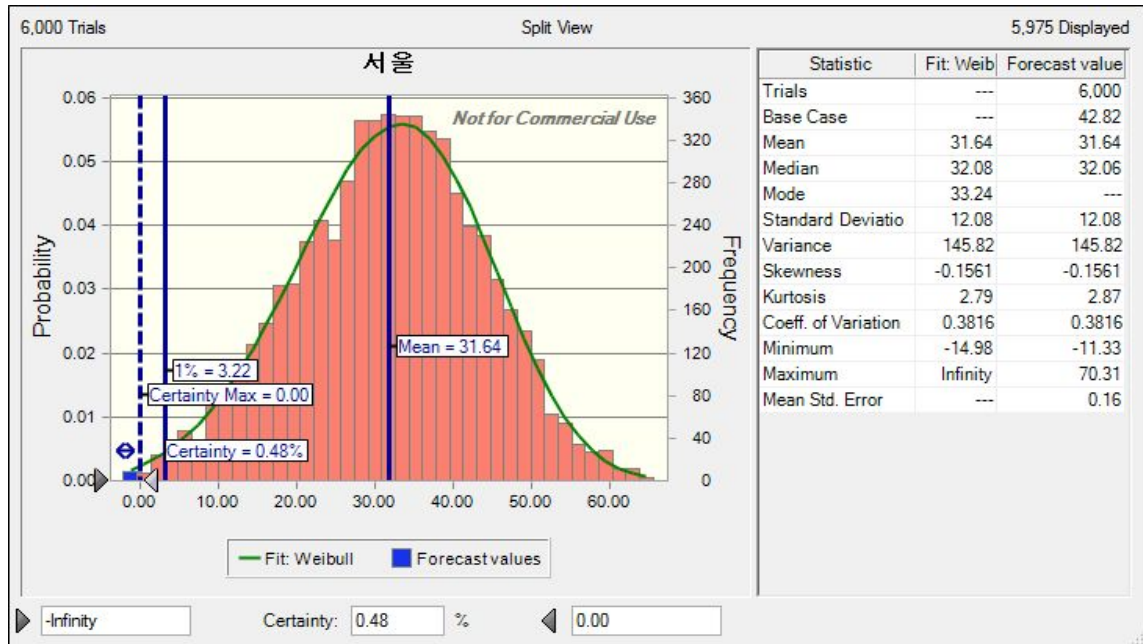 6,000 Trials Split View 5,975 Displayed
서울
Not for Commercial Use
Probability
0.06
0.05
0.04
0.03
0.02
0.01
0.00
Frequency
360
320
280
240
200
160
120
80
40
0
Mean = 31.64
1% = 3.22
Certainty Max = 0.00
Certainty = 0.48%
0.00 10.00 20.00 30.00 40.00 50.00 60.00
Fit: Weibull Forecast values
Statistic Fit: Weib Forecast value
Trials --- 6,000
Base Case --- 42.82
Mean 31.64 31.64
Median 32.08 32.06
Mode 33.24 ---
Standard Deviatio 12.08 12.08
Variance 145.82 145.82
Skewness -0.1561 -0.1561
Kurtosis 2.79 2.87
Coeff. of Variation 0.3816 0.3816
Minimum -14.98 -11.33
Maximum Infinity 70.31
Mean Std. Error --- 0.16
-Infinity Certainty: 0.48 % 0.00